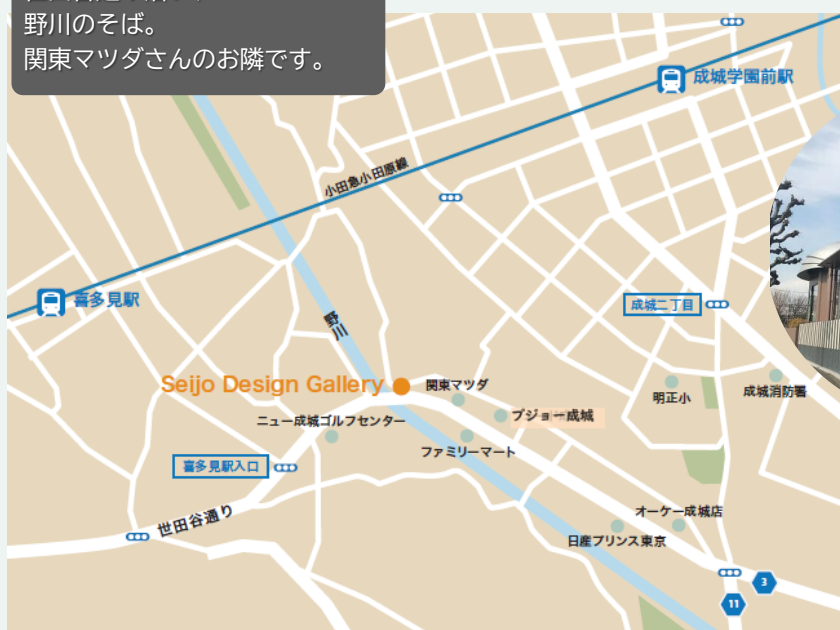 野川のそば。
関東マツダさんのお隣です。
成城学園前駅
小田急小田原線
喜多見駅
成城二丁目
野川
Seijo Design Gallery
関東マツダ
明正小
成城消防署
プジョー成城
ニュー成城ゴルフセンター
ファミリーマート
喜多見駅入口
世田谷通り
オーケー成城店
日産プリンス東京
3
11